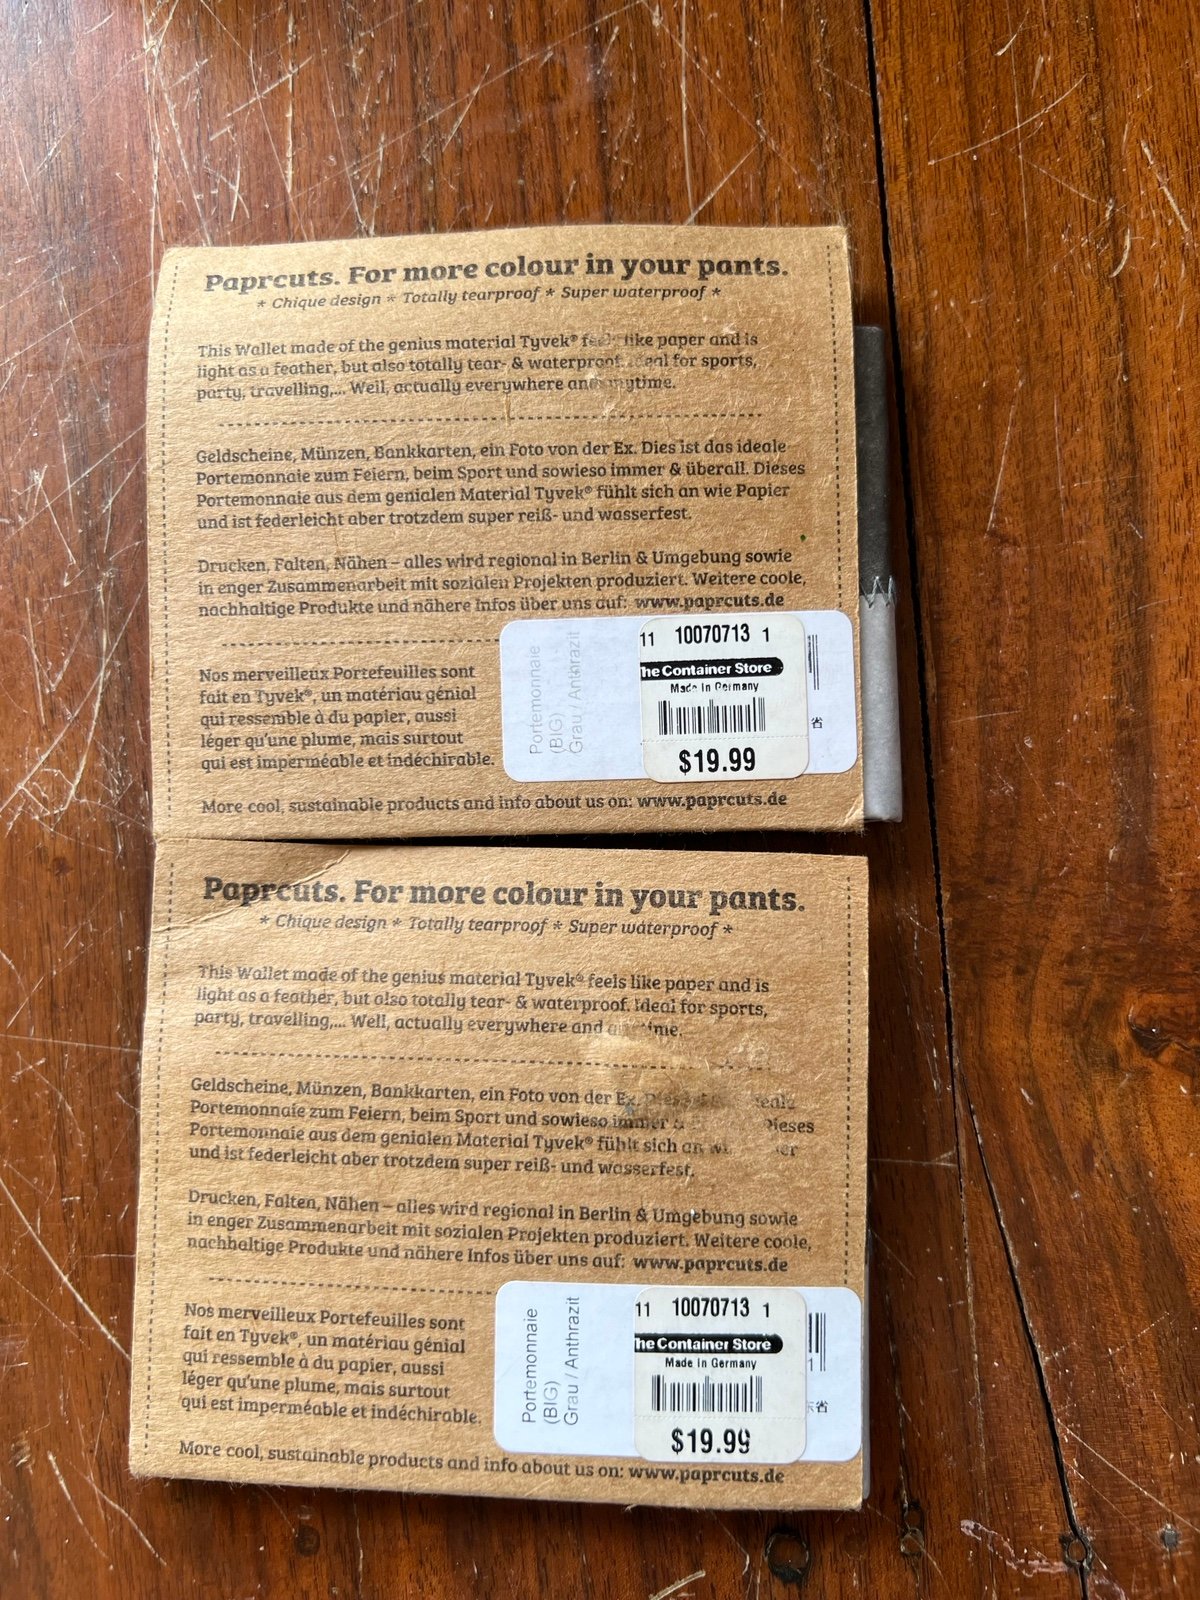 Paprcuts. For more colour in your pants.
* Chique design * Totally tearproof * Super waterproof *
This Wallet made of the genius material Tyvek® like paper and is
light as a feather, but also totally tear- & waterproof. for sports,
party, travelling,... Well, actually everywhere and
Geldscheine, Münzen, Bankkarten, ein Foto von der Ex. Dies ist das ideale
Portemonnaie zum Feiern, beim Sport und sowieso immer & überall. Dieses
Portemonnaie aus dem genialen Material Tyvek® fühlt sich an wie Papier
und ist federleicht aber trotzdem super reiß- und wasserfest.
Drucken, Falten, Nähen – alles wird regional in Berlin & Umgebung sowie
in enger Zusammenarbeit mit sozialen Projekten produziert. Weitere coole,
nachhaltige Produkte und nähere Infos über uns auf: www.paprcuts.de
Nos merveilleux Portefeuilles sont
fait en Tyvek®, un matériau génial
qui ressemble à du papier, aussi
léger qu'une plume, mais surtout
qui est imperméable et indéchirable.
Portemonnaie
(BIG)
Grau / Anthrazit
11 10070713 1
The Container Store
Made in Germany
$19.99
省
More cool, sustainable products and info about us on: www.paprcuts.de
Paprcuts. For more colour in your pants.
* Chique design * Totally tearproof * Super waterproof *
This Wallet made of the genius material Tyvek® feels like paper and is
light as a feather, but also totally tear- & waterproof. Ideal for sports,
party, travelling,... Well, actually everywhere and
Geldscheine, Münzen, Bankkarten, ein Foto von der Ex.
Portemonnaie zum Feiern, beim Sport und sowieso immer & Dieses
Portemonnaie aus dem genialen Material Tyvek® fühlt sich an
und ist federleicht aber trotzdem super reiß- und wasserfest.
Drucken, Falten, Nähen – alles wird regional in Berlin & Umgebung sowie
in enger Zusammenarbeit mit sozialen Projekten produziert. Weitere coole,
nachhaltige Produkte und nähere Infos über uns auf: www.paprcuts.de
Nos merveilleux Portefeuilles sont
fait en Tyvek®, un matériau génial
qui ressemble à du papier, aussi
léger qu'une plume, mais surtout
qui est imperméable et indéchirable.
Portemonnaie
(BIG)
Grau / Anthrazit
11 10070713 1
The Container Store
Made in Germany
$19.99
1
省
More cool, sustainable products and info about us on: www.paprcuts.de